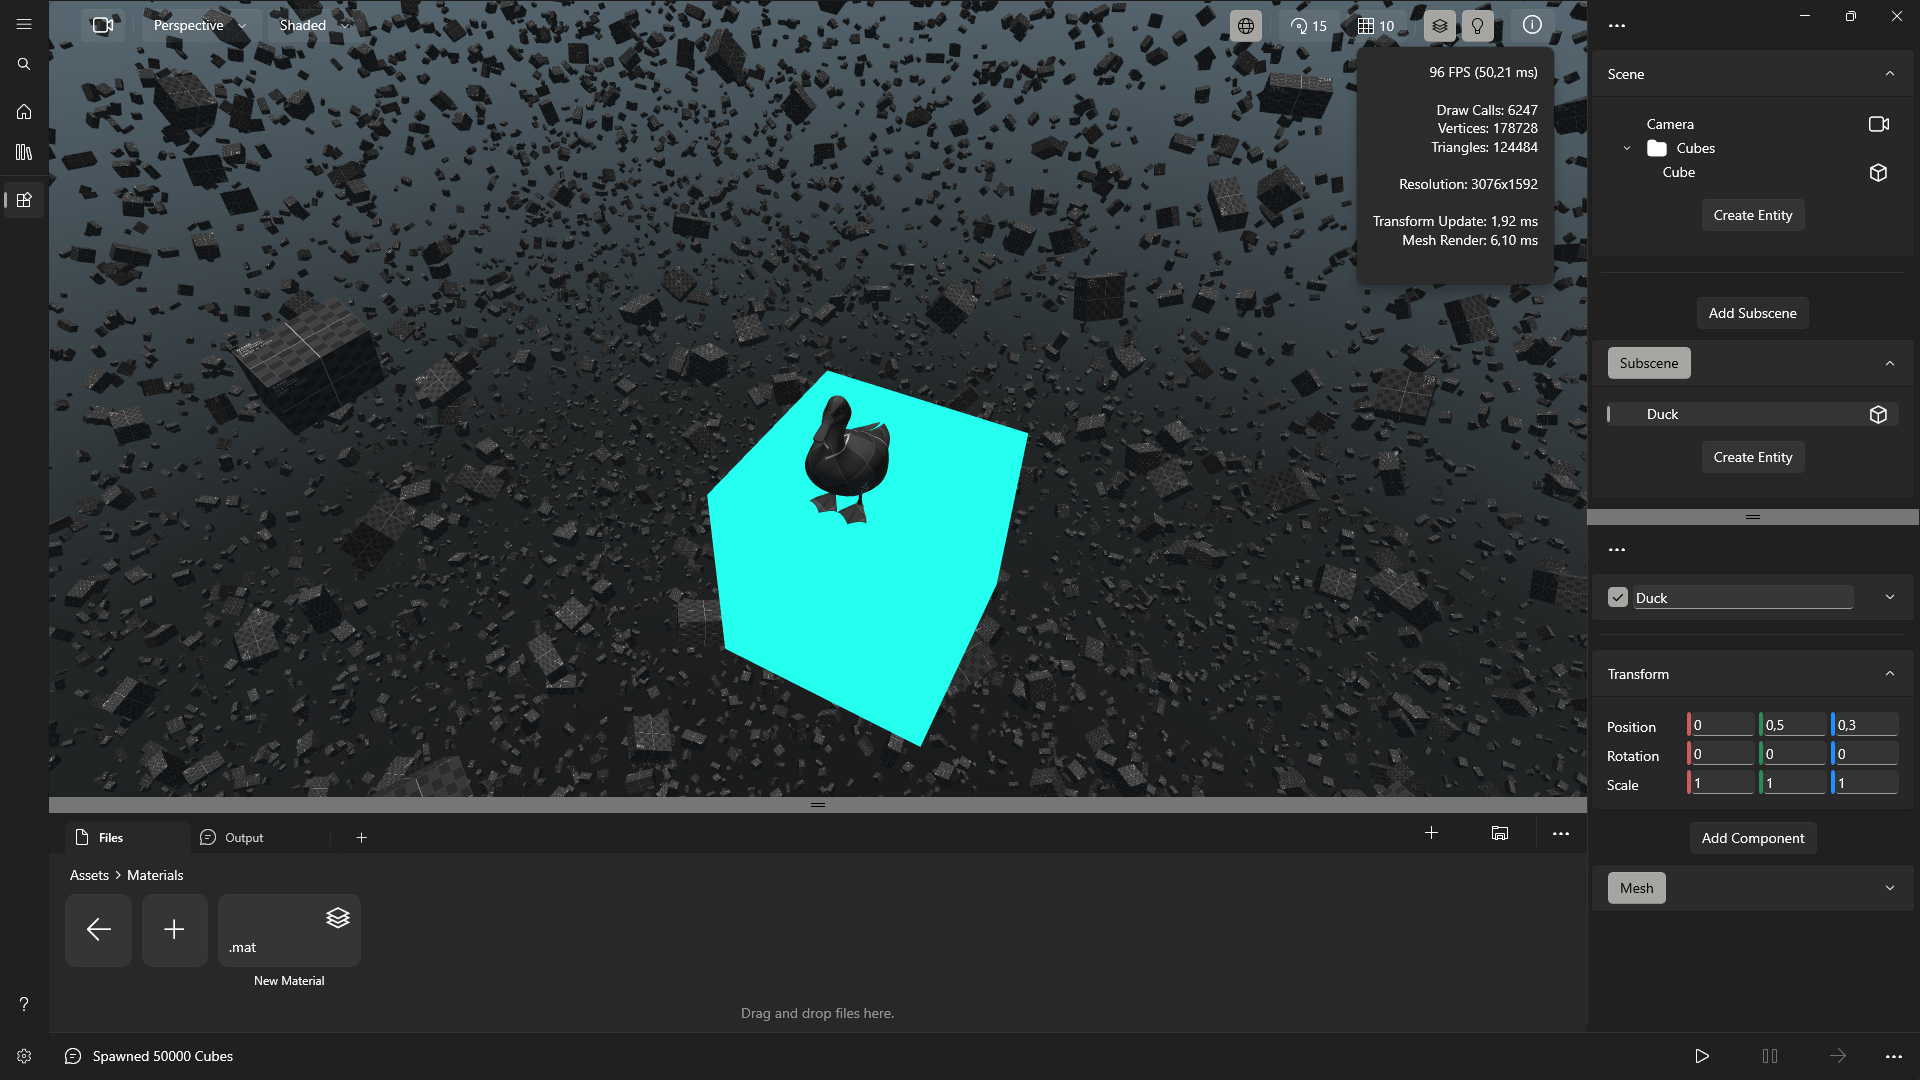 Perspective
Shaded
15
10
96 FPS (50,21 ms)
Draw Calls: 6247
Vertices: 178728
Triangles: 124484
Resolution: 3076x1592
Transform Update: 1,92 ms
Mesh Render: 6,10 ms
Scene
Camera
Cubes
Cube
Create Entity
Add Subscene
Subscene
Duck
Create Entity
Duck
Transform
Position 0 0,5 0,3
Rotation 0 0 0
Scale 1 1 1
Add Component
Mesh
Files
Output
Assets > Materials
.mat
New Material
Drag and drop files here.
Spawned 50000 Cubes